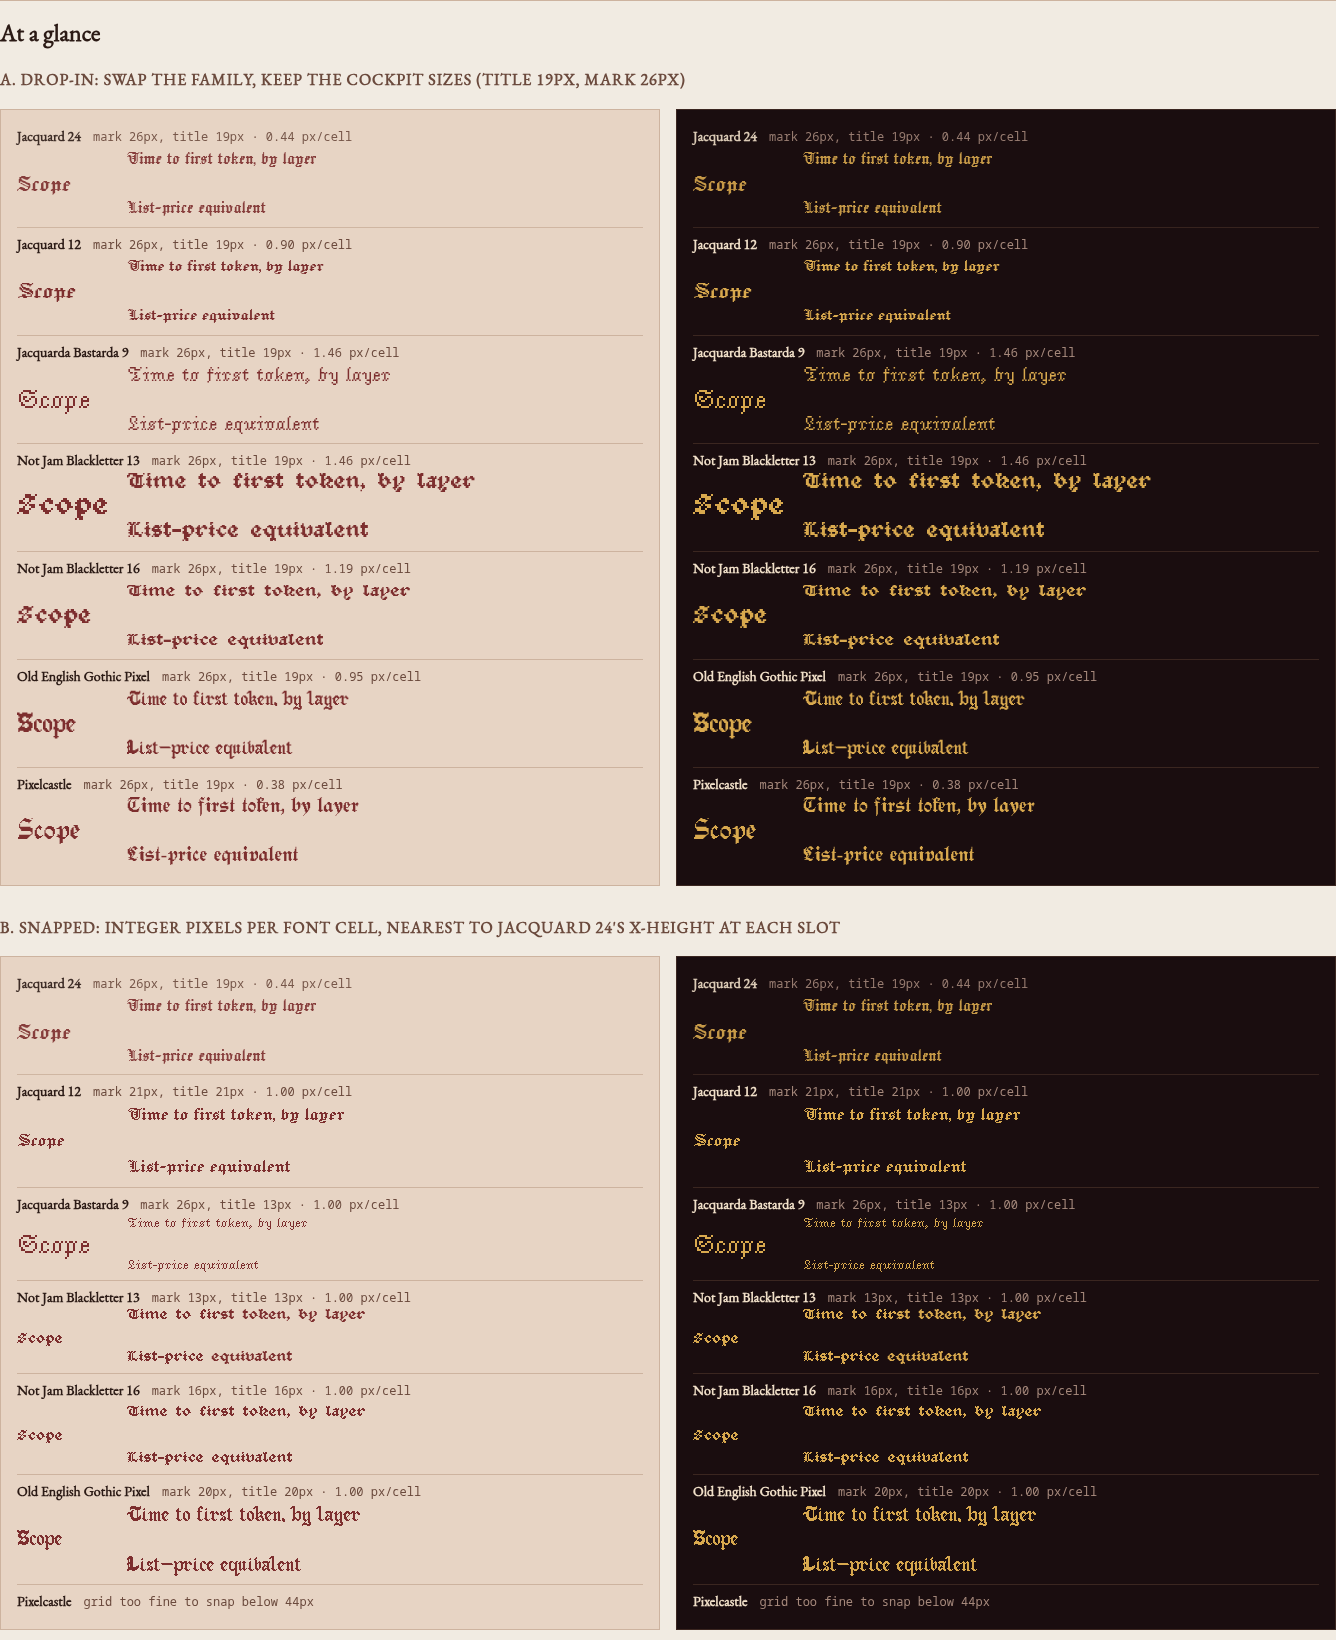 At a glance
A. DROP-IN: SWAP THE FAMILY, KEEP THE COCKPIT SIZES (TITLE 19PX, MARK 26PX)
Jacquard 24 mark 26px, title 19px · 0.44 px/cell
Time to first token, by layer
Scope
List-price equivalent
Jacquard 12 mark 26px, title 19px · 0.90 px/cell
Time to first token, by layer
Scope
List-price equivalent
Jacquarda Bastarda 9 mark 26px, title 19px · 1.46 px/cell
Time to first token, by layer
Scope
List-price equivalent
Not Jam Blackletter 13 mark 26px, title 19px · 1.46 px/cell
Time to first token, by layer
Scope
List-price equivalent
Not Jam Blackletter 16 mark 26px, title 19px · 1.19 px/cell
Time to first token, by layer
Scope
List-price equivalent
Old English Gothic Pixel mark 26px, title 19px · 0.95 px/cell
Time to first token, by layer
Scope
List-price equivalent
Pixelcastle mark 26px, title 19px · 0.38 px/cell
Time to first token, by layer
Scope
List-price equivalent
Jacquard 24 mark 26px, title 19px · 0.44 px/cell
Time to first token, by layer
Scope
List-price equivalent
Jacquard 12 mark 26px, title 19px · 0.90 px/cell
Time to first token, by layer
Scope
List-price equivalent
Jacquarda Bastarda 9 mark 26px, title 19px · 1.46 px/cell
Time to first token, by layer
Scope
List-price equivalent
Not Jam Blackletter 13 mark 26px, title 19px · 1.46 px/cell
Time to first token, by layer
Scope
List-price equivalent
Not Jam Blackletter 16 mark 26px, title 19px · 1.19 px/cell
Time to first token, by layer
Scope
List-price equivalent
Old English Gothic Pixel mark 26px, title 19px · 0.95 px/cell
Time to first token, by layer
Scope
List-price equivalent
Pixelcastle mark 26px, title 19px · 0.38 px/cell
Time to first token, by layer
Scope
List-price equivalent
B. SNAPPED: INTEGER PIXELS PER FONT CELL, NEAREST TO JACQUARD 24'S X-HEIGHT AT EACH SLOT
Jacquard 24 mark 26px, title 19px · 0.44 px/cell
Time to first token, by layer
Scope
List-price equivalent
Jacquard 12 mark 21px, title 21px · 1.00 px/cell
Time to first token, by layer
Scope
List-price equivalent
Jacquarda Bastarda 9 mark 26px, title 13px · 1.00 px/cell
Time to first token, by layer
Scope
List-price equivalent
Not Jam Blackletter 13 mark 13px, title 13px · 1.00 px/cell
Time to first token, by layer
Scope
List-price equivalent
Not Jam Blackletter 16 mark 16px, title 16px · 1.00 px/cell
Time to first token, by layer
Scope
List-price equivalent
Old English Gothic Pixel mark 20px, title 20px · 1.00 px/cell
Time to first token, by layer
Scope
List-price equivalent
Pixelcastle grid too fine to snap below 44px
Jacquard 24 mark 26px, title 19px · 0.44 px/cell
Time to first token, by layer
Scope
List-price equivalent
Jacquard 12 mark 21px, title 21px · 1.00 px/cell
Time to first token, by layer
Scope
List-price equivalent
Jacquarda Bastarda 9 mark 26px, title 13px · 1.00 px/cell
Time to first token, by layer
Scope
List-price equivalent
Not Jam Blackletter 13 mark 13px, title 13px · 1.00 px/cell
Time to first token, by layer
Scope
List-price equivalent
Not Jam Blackletter 16 mark 16px, title 16px · 1.00 px/cell
Time to first token, by layer
Scope
List-price equivalent
Old English Gothic Pixel mark 20px, title 20px · 1.00 px/cell
Time to first token, by layer
Scope
List-price equivalent
Pixelcastle grid too fine to snap below 44px